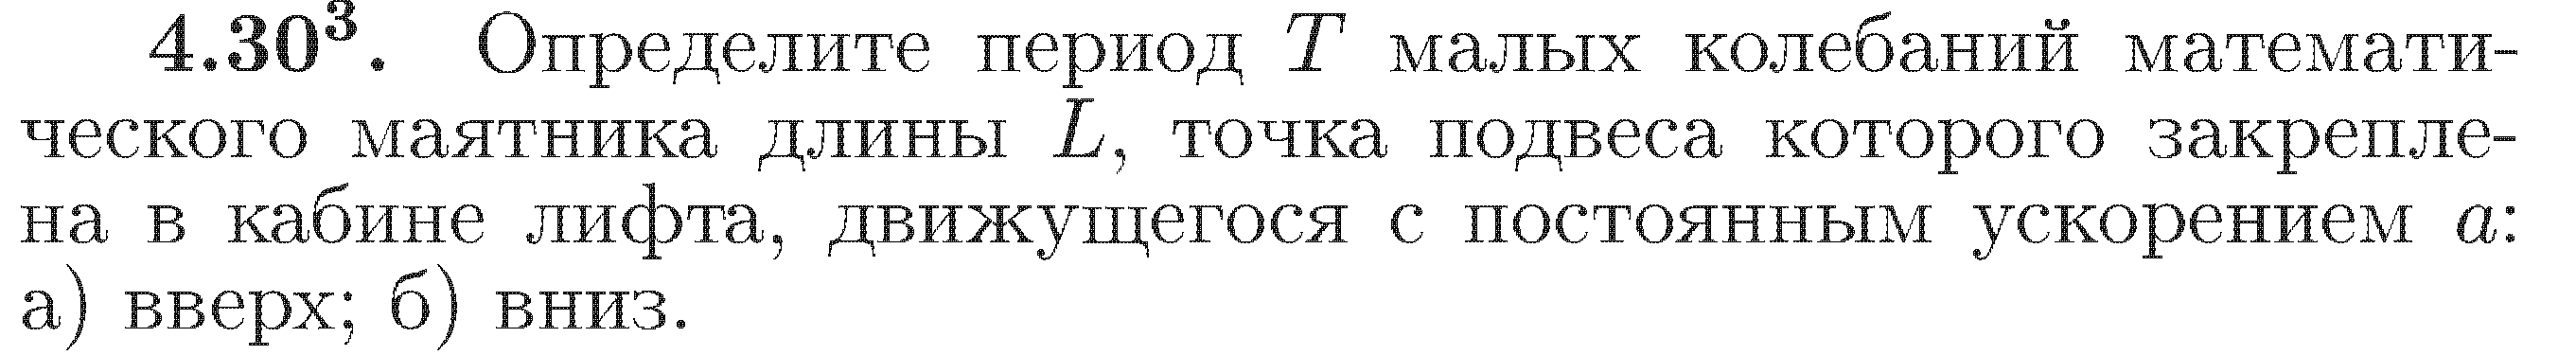 4.30³. Определите период T малых колебаний математи-
ческого маятника длины L, точка подвеса которого закрепле-
на в кабине лифта, движущегося с постоянным ускорением a:
а) вверх; б) вниз.